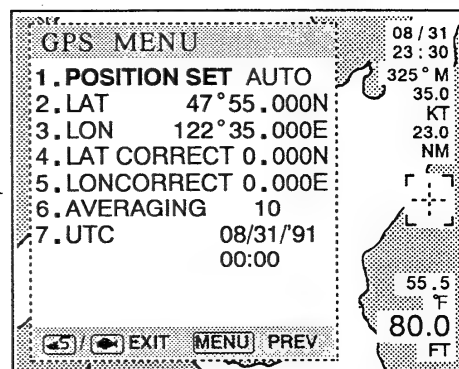 GPS MENU
1.POSITION SET AUTO
2.LAT 47°55.000N
3.LON 122°35.000E
4.LAT CORRECT 0.000N
5.LONCORRECT 0.000E
6.AVERAGING 10
7.UTC 08/31/'91
00:00
EXIT MENU PREV
08/31
23:30
325°M
35.0
KT
23.0
NM
55.5
°F
80.0
FT